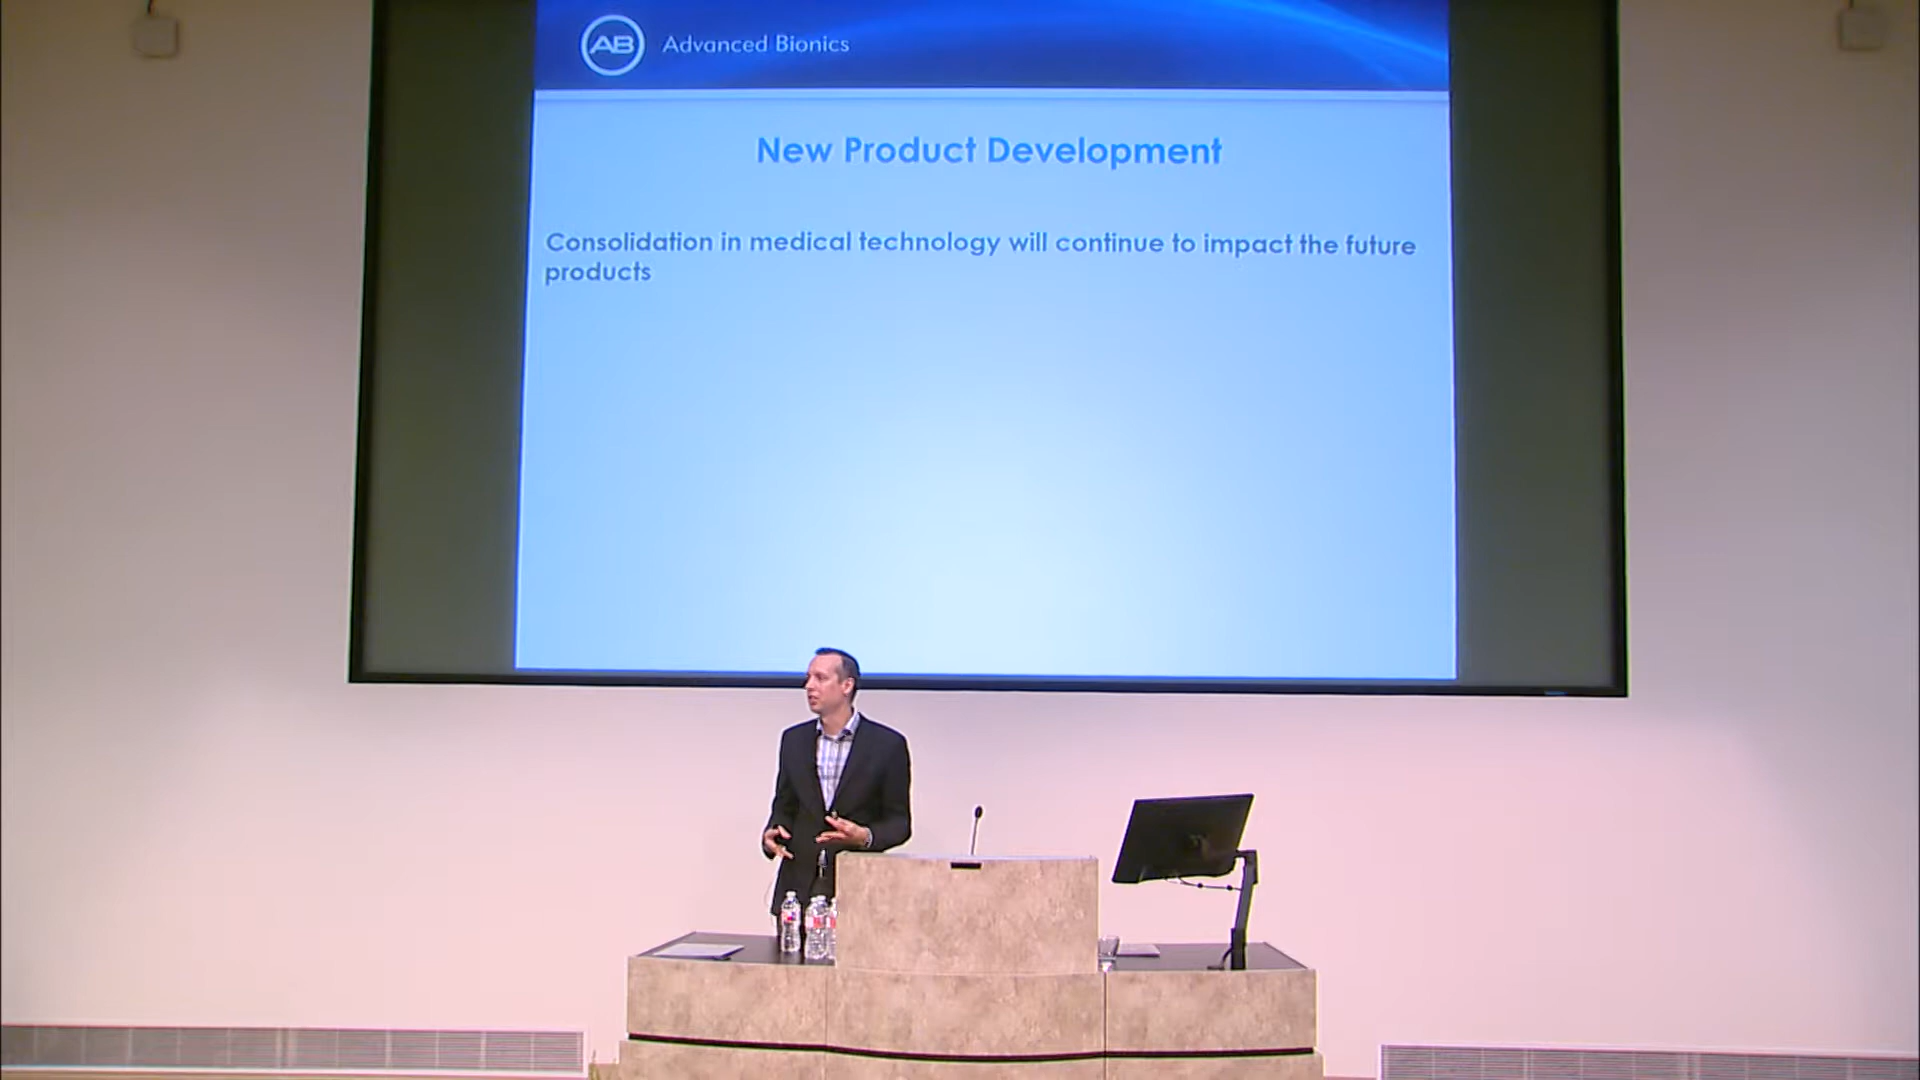 AB Advanced Bionics
New Product Development
Consolidation in medical technology will continue to impact the future
products